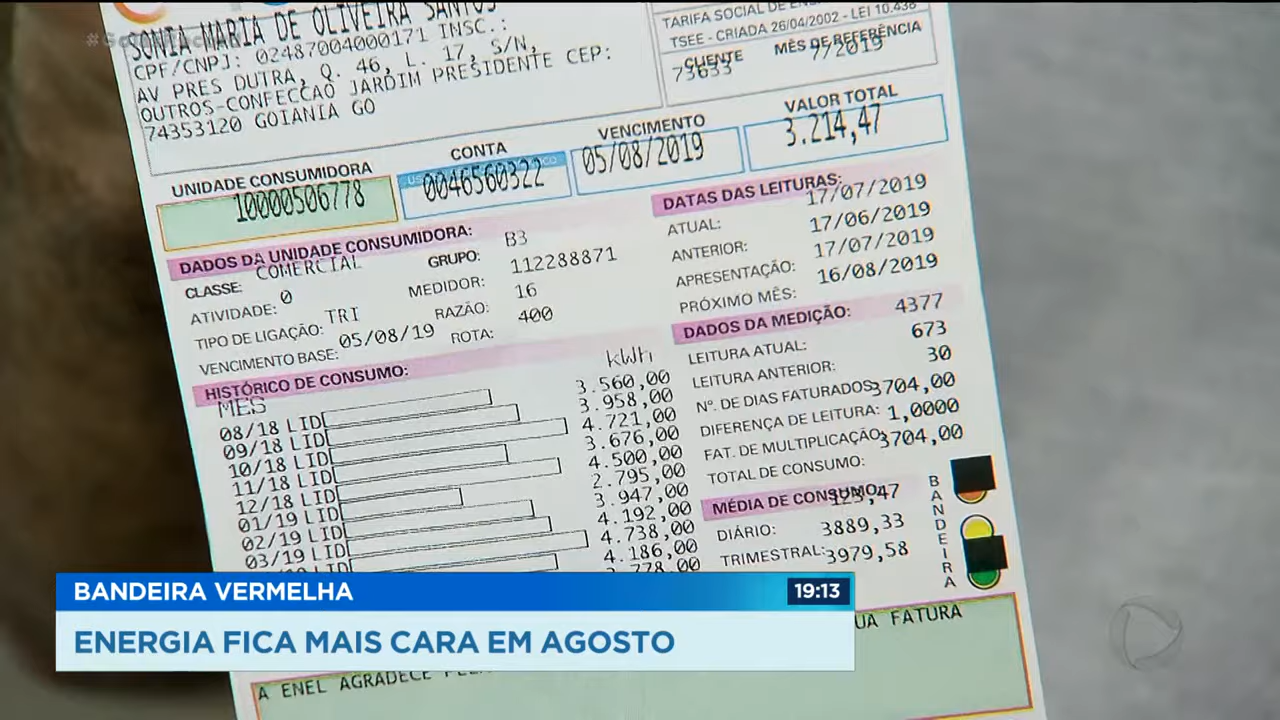 SONIA MARIA DE OLIVEIRA SANTOS
CPF/CNPJ: 02487004000171 INSC.:
AV PRES DUTRA, Q. 46, L. 17, S/N,
OUTROS-CONFECCAO JARDIM PRESIDENTE CEP:
74353120 GOIANIA GO
TARIFA SOCIAL DE
TSEE - CRIADA 26/04/2002 - LEI 10.438
CLIENTE MÊS DE REFERÊNCIA
73633 7/2019
UNIDADE CONSUMIDORA CONTA VENCIMENTO VALOR TOTAL
10000506778 0046560322 05/08/2019 3.214,47
DADOS DA UNIDADE CONSUMIDORA:
CLASSE: COMERCIAL GRUPO: B3
ATIVIDADE: 0 MEDIDOR: 112288871
TIPO DE LIGAÇÃO: TRI RAZÃO: 16
VENCIMENTO BASE: 05/08/19 ROTA: 400
HISTÓRICO DE CONSUMO:
MES kWh
08/18 LID 3.560,00
09/18 LID 3.958,00
10/18 LID 4.721,00
11/18 LID 3.676,00
12/18 LID 4.500,00
01/19 LID 2.795,00
02/19 LID 3.947,00
03/19 LID 4.192,00
4.738,00
4.186,00
DATAS DAS LEITURAS:
ATUAL: 17/07/2019
ANTERIOR: 17/06/2019
APRESENTAÇÃO: 17/07/2019
PRÓXIMO MÊS: 16/08/2019
DADOS DA MEDIÇÃO:
LEITURA ATUAL: 4377
LEITURA ANTERIOR: 673
Nº. DE DIAS FATURADOS: 30
DIFERENÇA DE LEITURA: 3704,00
FAT. DE MULTIPLICAÇÃO: 1,0000
TOTAL DE CONSUMO: 3704,00
MÉDIA DE CONSUMO:
DIÁRIO: 123,47
TRIMESTRAL: 3889,33
3979,58
BANDEIRA
BANDEIRA VERMELHA 19:13
ENERGIA FICA MAIS CARA EM AGOSTO
FATURA
A ENEL AGRADECE